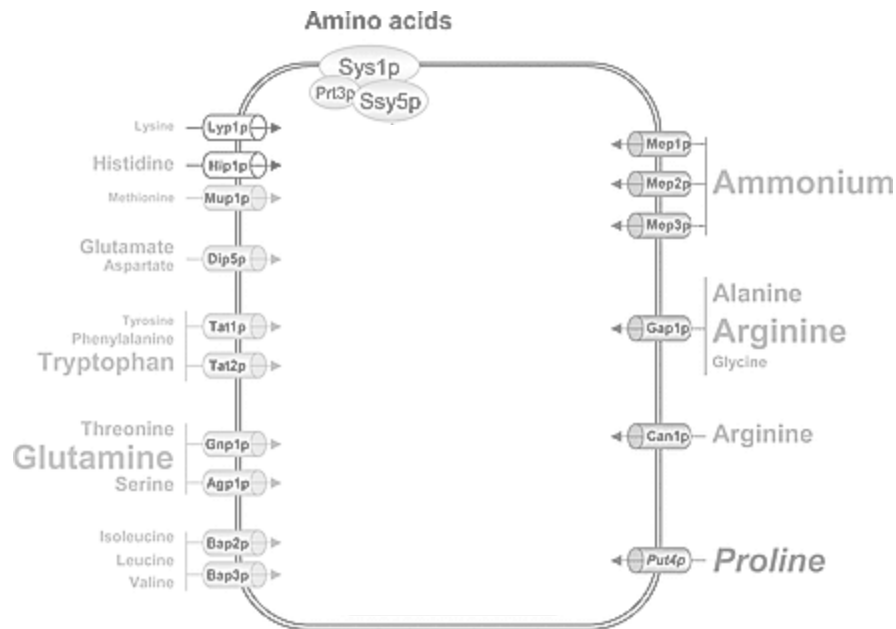 Amino acids
Sys1p
Prt3p
Ssy5p
Lysine
Lyp1p
Histidine
Hip1p
Methionine
Mup1p
Glutamate
Aspartate
Dip5p
Tyrosine
Phenylalanine
Tryptophan
Tat1p
Tat2p
Threonine
Glutamine
Serine
Gnp1p
Agp1p
Isoleucine
Leucine
Valine
Bap2p
Bap3p
Mep1p
Mep2p
Mep3p
Ammonium
Gap1p
Alanine
Arginine
Glycine
Can1p
Arginine
Put4p
Proline